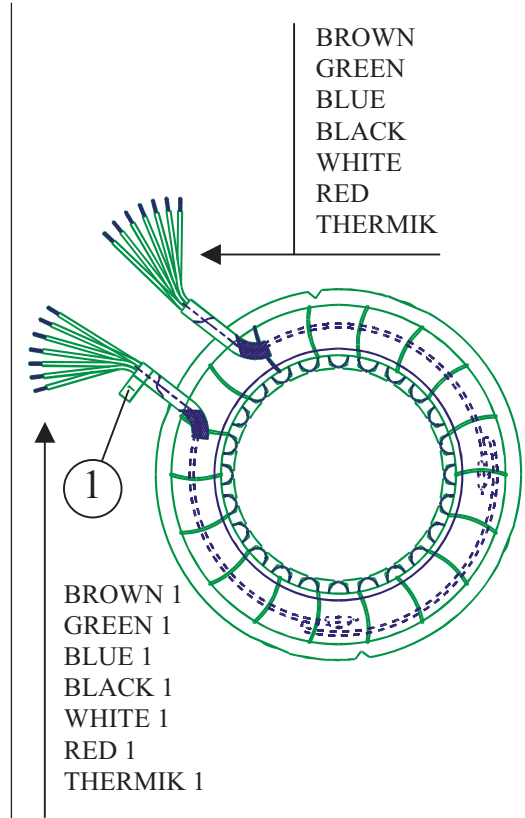 BROWN
GREEN
BLUE
BLACK
WHITE
RED
THERMIK
1
BROWN 1
GREEN 1
BLUE 1
BLACK 1
WHITE 1
RED 1
THERMIK 1